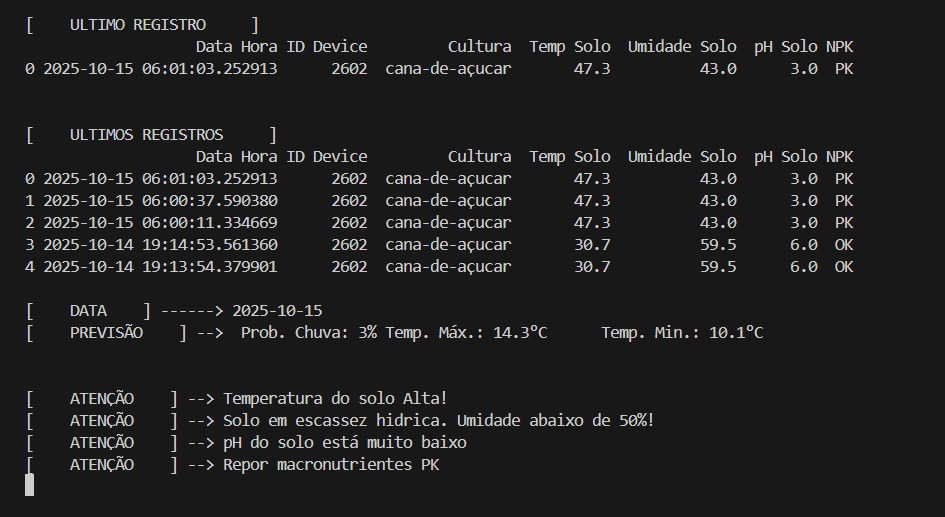 [    ULTIMO REGISTRO     ]
                   Data Hora ID Device         Cultura  Temp Solo  Umidade Solo  pH Solo NPK
0 2025-10-15 06:01:03.252913      2602  cana-de-açucar       47.3          43.0      3.0  PK
[    ULTIMOS REGISTROS     ]
                   Data Hora ID Device         Cultura  Temp Solo  Umidade Solo  pH Solo NPK
0 2025-10-15 06:01:03.252913      2602  cana-de-açucar       47.3          43.0      3.0  PK
1 2025-10-15 06:00:37.590380      2602  cana-de-açucar       47.3          43.0      3.0  PK
2 2025-10-15 06:00:11.334669      2602  cana-de-açucar       47.3          43.0      3.0  PK
3 2025-10-14 19:14:53.561360      2602  cana-de-açucar       30.7          59.5      6.0  OK
4 2025-10-14 19:13:54.379901      2602  cana-de-açucar       30.7          59.5      6.0  OK
[    DATA    ] ------> 2025-10-15
[    PREVISÃO    ] -->  Prob. Chuva: 3% Temp. Máx.: 14.3ºC      Temp. Min.: 10.1ºC
[    ATENÇÃO    ] --> Temperatura do solo Alta!
[    ATENÇÃO    ] --> Solo em escassez hidrica. Umidade abaixo de 50%!
[    ATENÇÃO    ] --> pH do solo está muito baixo
[    ATENÇÃO    ] --> Repor macronutrientes PK